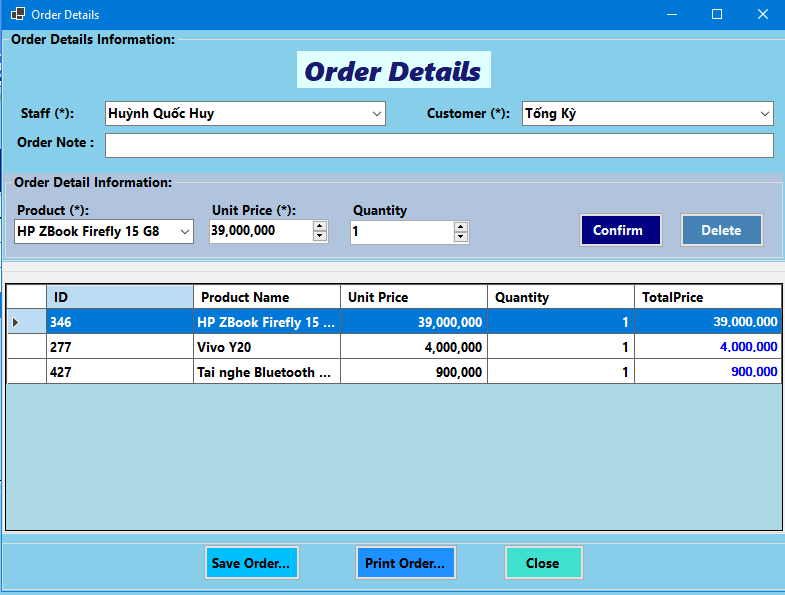 Order Details
Order Details Information:
Order Details
Staff (*): Huỳnh Quốc Huy Customer (*): Tống Kỳ
Order Note :
Order Detail Information:
Product (*): Unit Price (*): Quantity
HP ZBook Firefly 15 G8 39,000,000 1 Confirm Delete
ID Product Name Unit Price Quantity TotalPrice
346 HP ZBook Firefly 15 ... 39,000,000 1 39,000,000
277 Vivo Y20 4,000,000 1 4,000,000
427 Tai nghe Bluetooth ... 900,000 1 900,000
Save Order... Print Order... Close